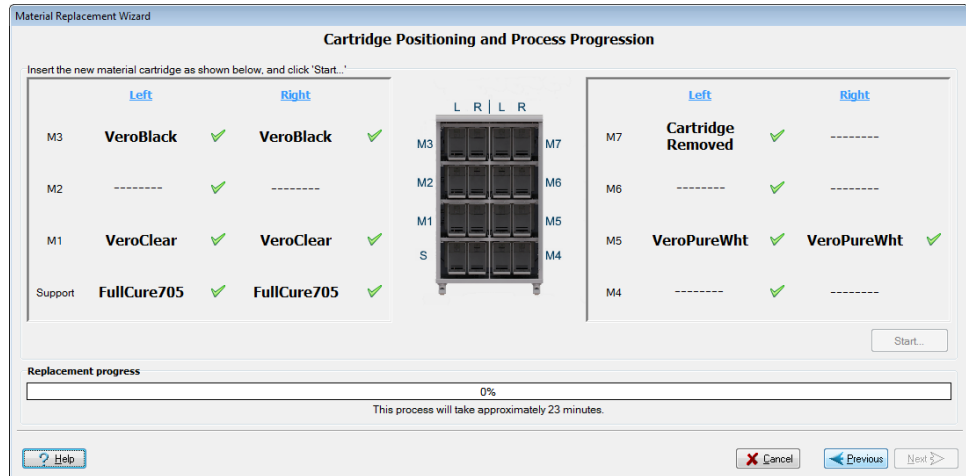 Material Replacement Wizard
Cartridge Positioning and Process Progression
Insert the new material cartridge as shown below, and click 'Start...'
Left Right
M3 VeroBlack VeroBlack
M2 -------- --------
M1 VeroClear VeroClear
Support FullCure705 FullCure705
L R L R
M3 M7
M2 M6
M1 M5
S M4
Left Right
M7 Cartridge
Removed --------
M6 -------- --------
M5 VeroPureWht VeroPureWht
M4 -------- --------
Start...
Replacement progress
0%
This process will take approximately 23 minutes.
? Help Cancel Previous Next